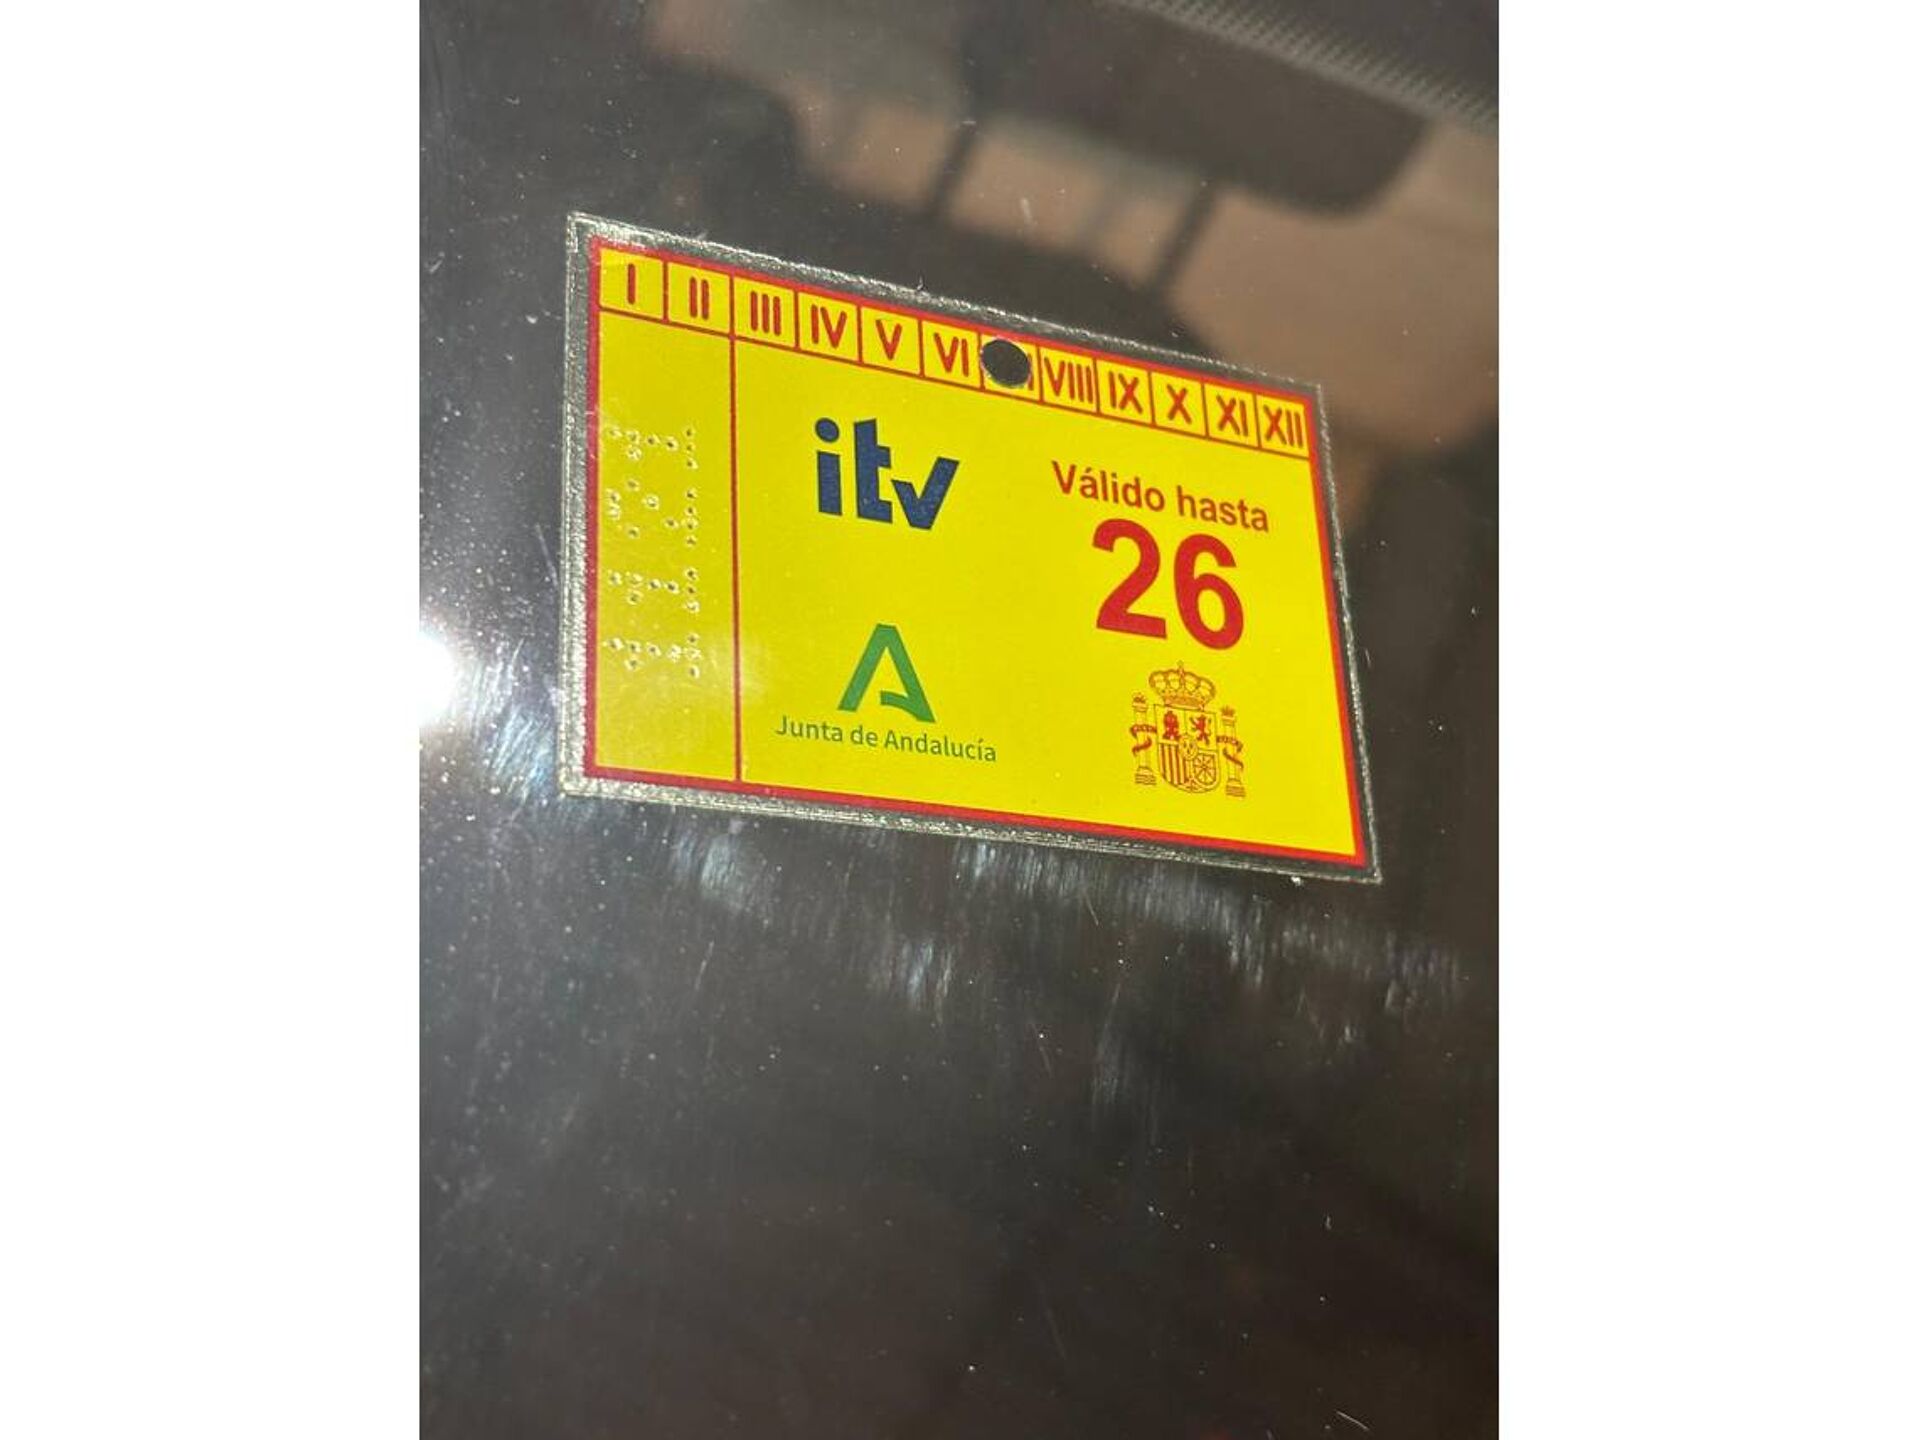 I II III IV V VI VIII IX X XI XII
itv
Válido hasta
26
Junta de Andalucía